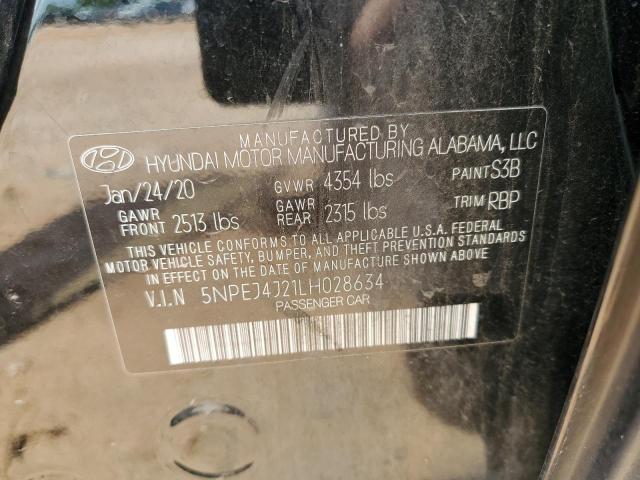 MANUFACTURED BY
HYUNDAI MOTOR MANUFACTURING ALABAMA, LLC
Jan/24/20 GVWR 4354 lbs PAINT S3B
GAWR FRONT 2513 lbs GAWR REAR 2315 lbs TRIM RBP
THIS VEHICLE CONFORMS TO ALL APPLICABLE U.S.A. FEDERAL
MOTOR VEHICLE SAFETY, BUMPER, AND THEFT PREVENTION STANDARDS
IN EFFECT ON THE DATE OF MANUFACTURE SHOWN ABOVE.
V.I.N 5NPEJ4J21LH028634
PASSENGER CAR